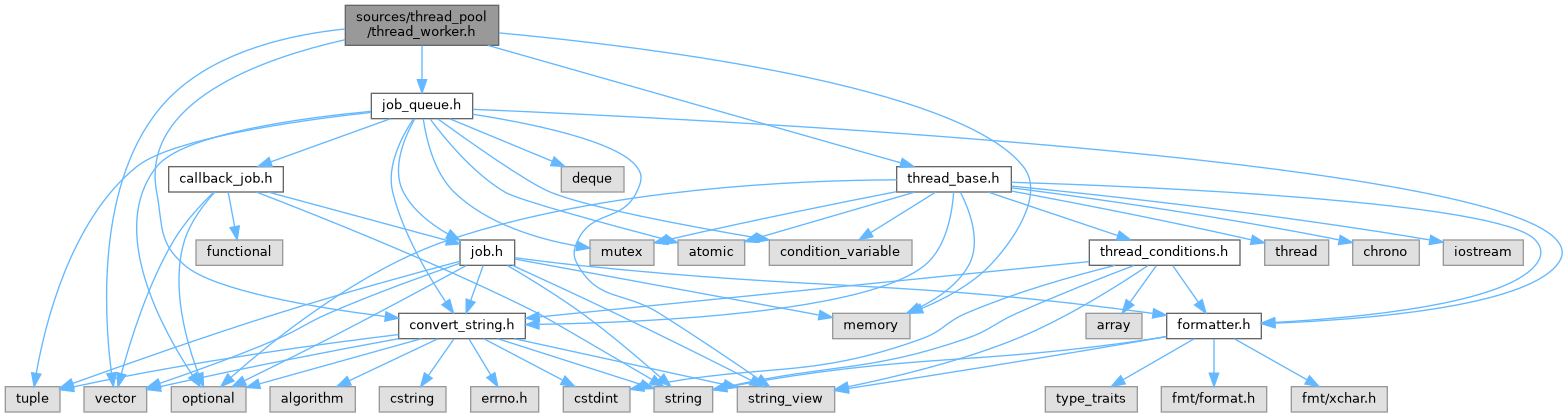 sources/thread_pool
/thread_worker.h
job_queue.h
callback_job.h
deque
thread_base.h
functional
job.h
mutex
atomic
condition_variable
thread_conditions.h
thread
chrono
iostream
convert_string.h
memory
array
formatter.h
tuple
vector
optional
algorithm
cstring
errno.h
cstdint
string
string_view
type_traits
fmt/format.h
fmt/xchar.h